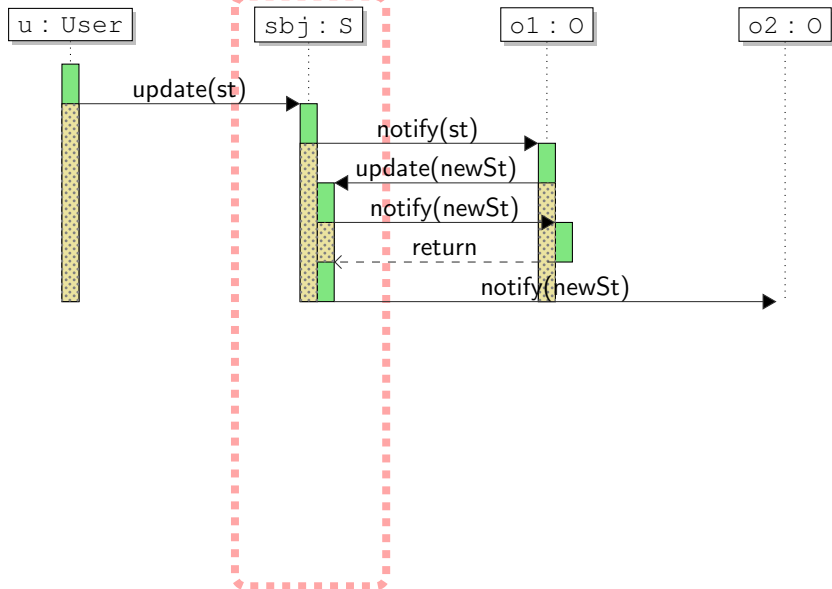 u : User
sbj : S
o1 : O
o2 : O
update(st)
notify(st)
update(newSt)
notify(newSt)
return
notify(newSt)